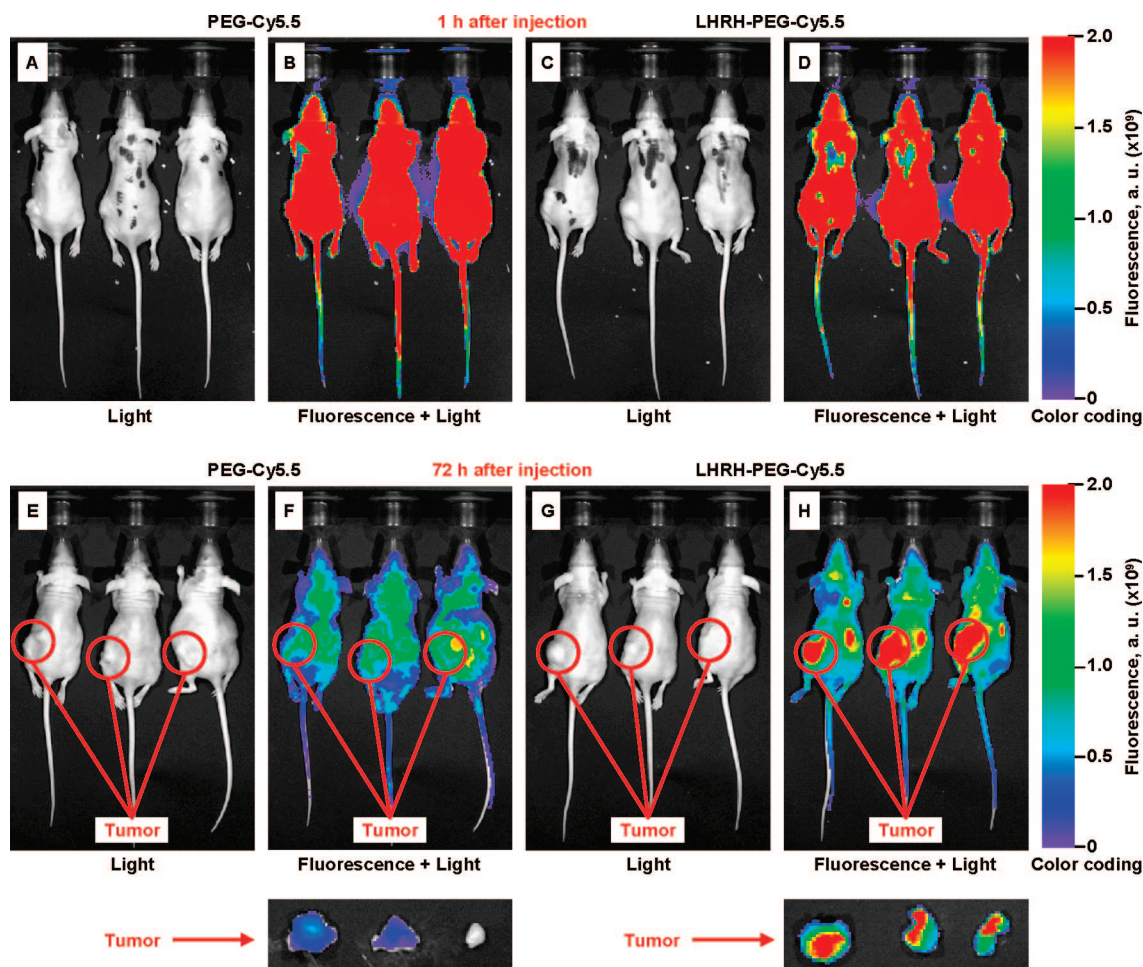 PEG-Cy5.5 1 h after injection LHRH-PEG-Cy5.5
A B C D
2.0
1.5
1.0
0.5
0
Fluorescence, a. u. (x10⁹)
Light Fluorescence + Light Light Fluorescence + Light Color coding
PEG-Cy5.5 72 h after injection LHRH-PEG-Cy5.5
E F G H
2.0
1.5
1.0
0.5
0
Fluorescence, a. u. (x10⁹)
Tumor Tumor Tumor Tumor
Light Fluorescence + Light Light Fluorescence + Light Color coding
Tumor Tumor